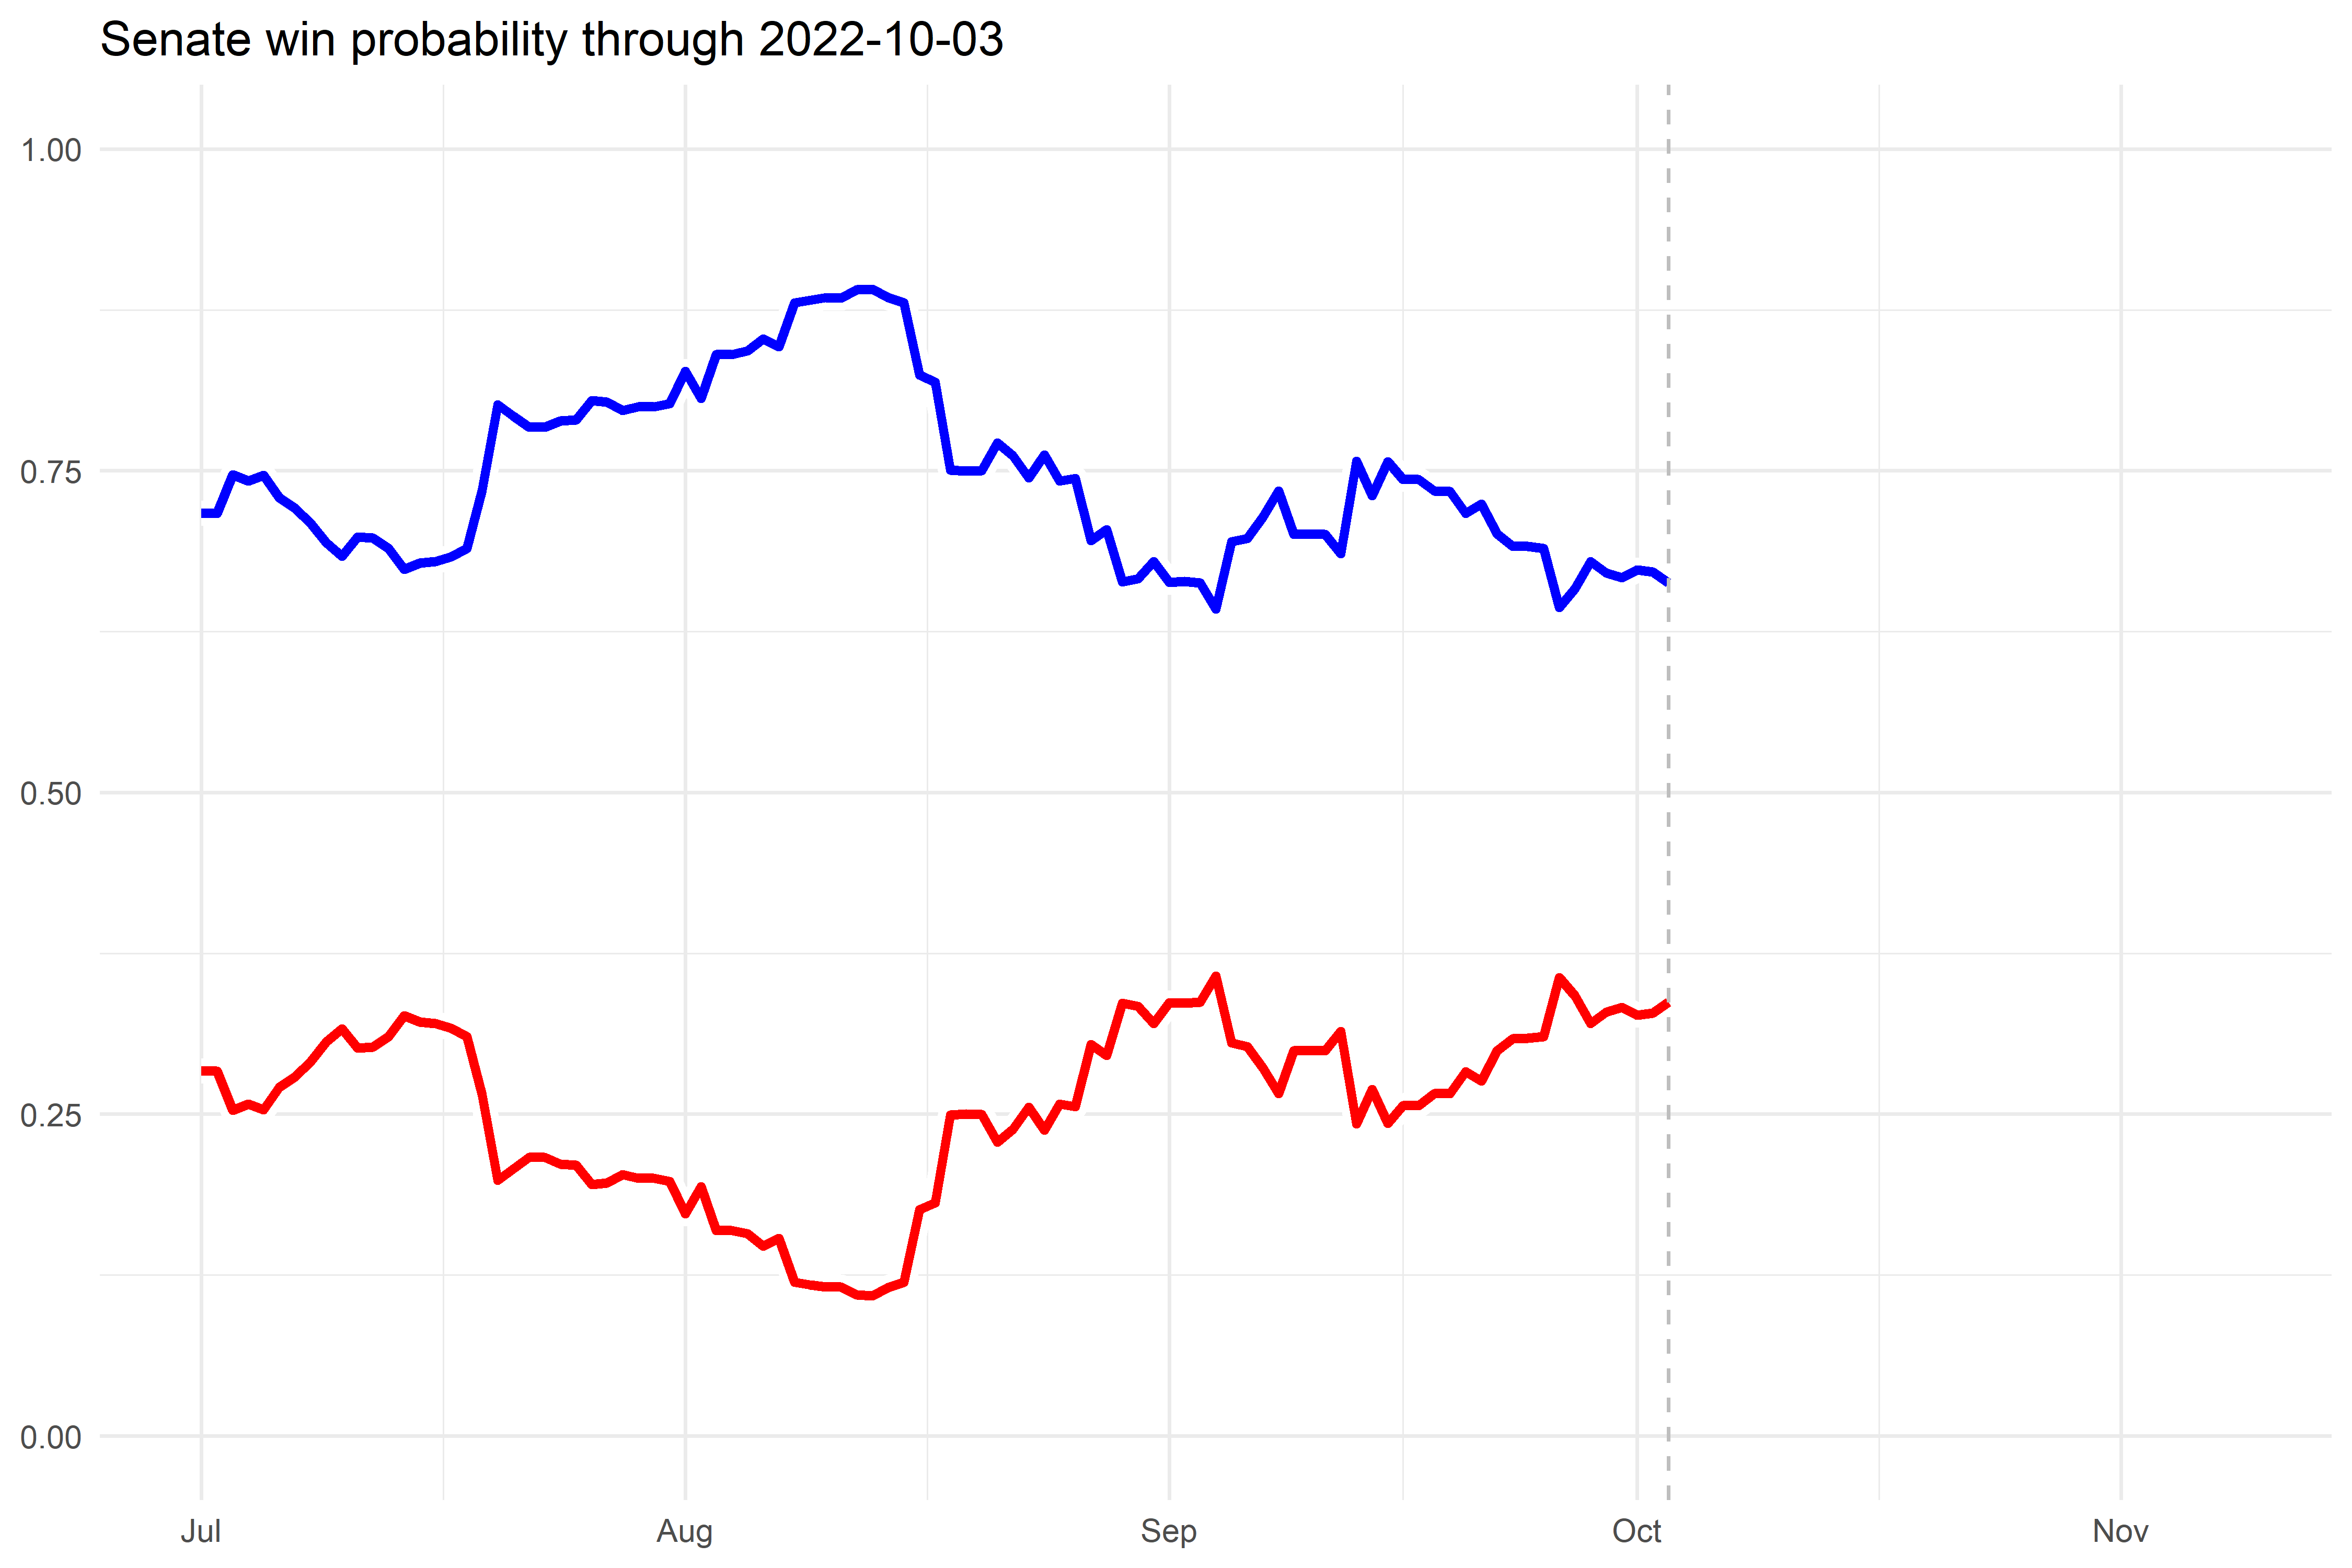 Senate win probability through 2022-10-03
1.00
0.75
0.50
0.25
0.00
Jul Aug Sep Oct Nov